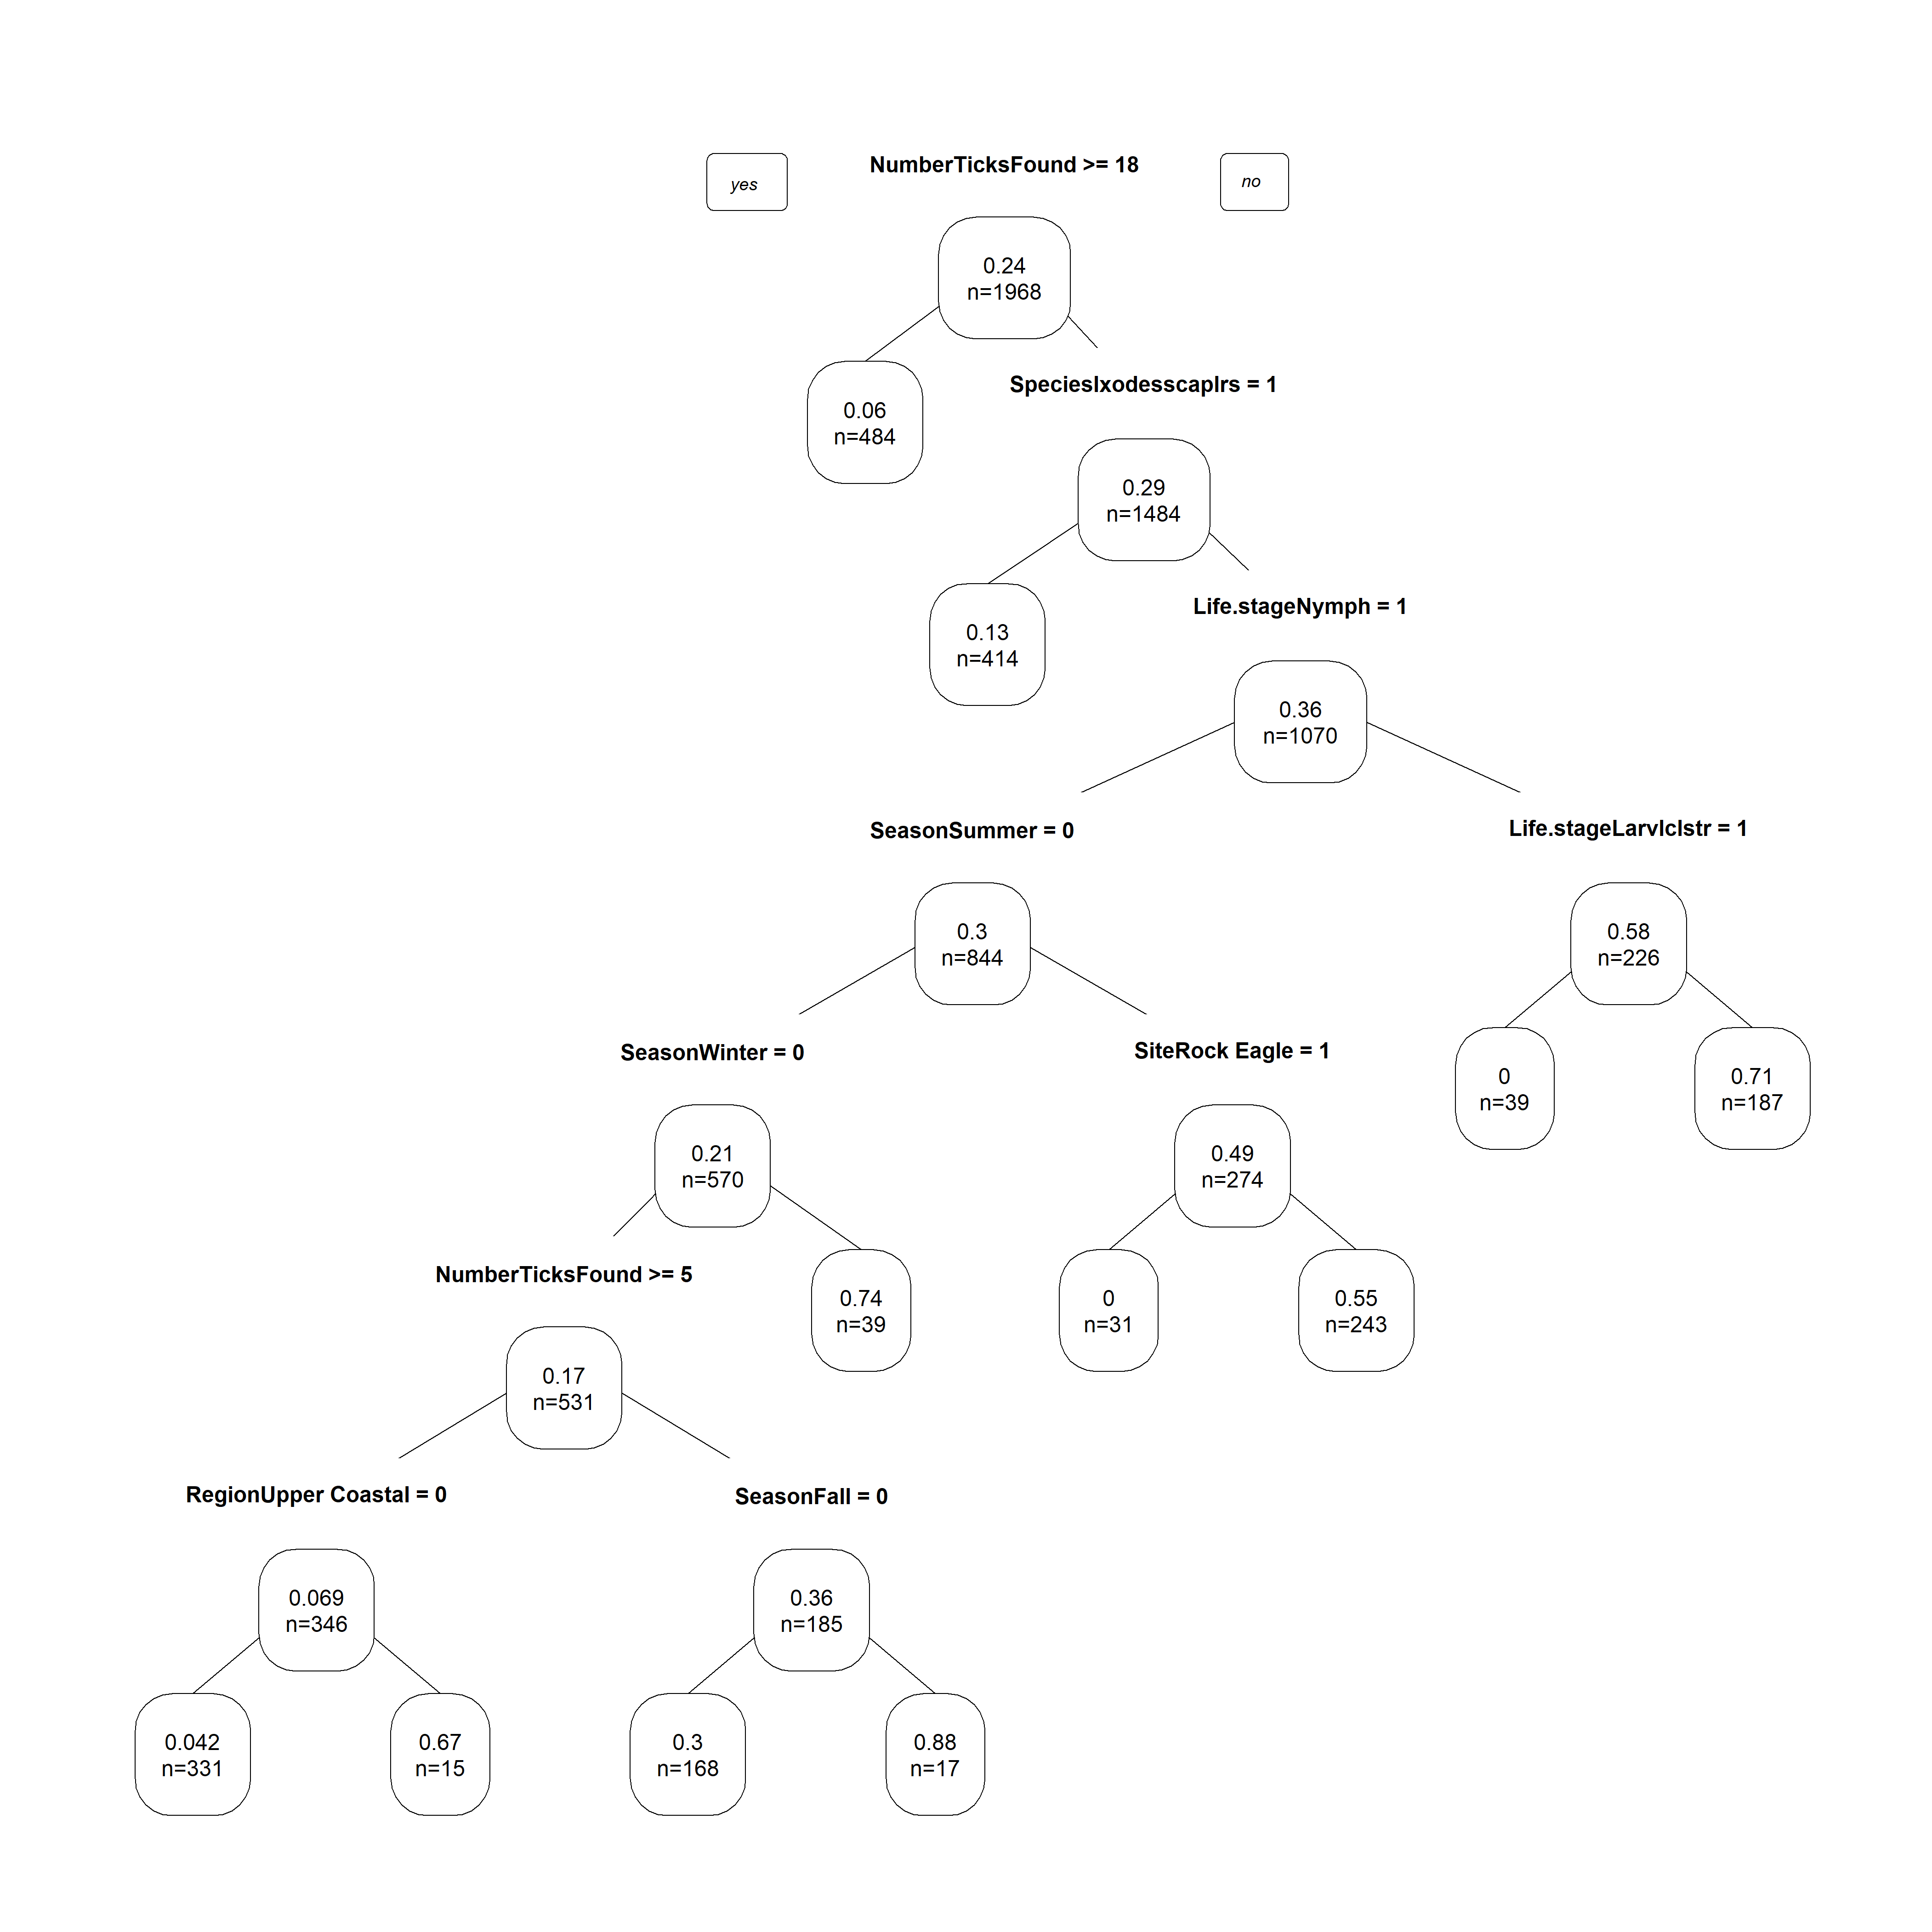 NumberTicksFound >= 18
yes
no
0.24
n=1968
SpeciesIxodesscaplrs = 1
0.06
n=484
0.29
n=1484
Life.stageNymph = 1
0.13
n=414
0.36
n=1070
SeasonSummer = 0
Life.stageLarvlclstr = 1
0.3
n=844
0.58
n=226
SeasonWinter = 0
SiteRock Eagle = 1
0
n=39
0.71
n=187
0.21
n=570
0.49
n=274
NumberTicksFound >= 5
0.74
n=39
0
n=31
0.55
n=243
0.17
n=531
RegionUpper Coastal = 0
SeasonFall = 0
0.069
n=346
0.36
n=185
0.042
n=331
0.67
n=15
0.3
n=168
0.88
n=17